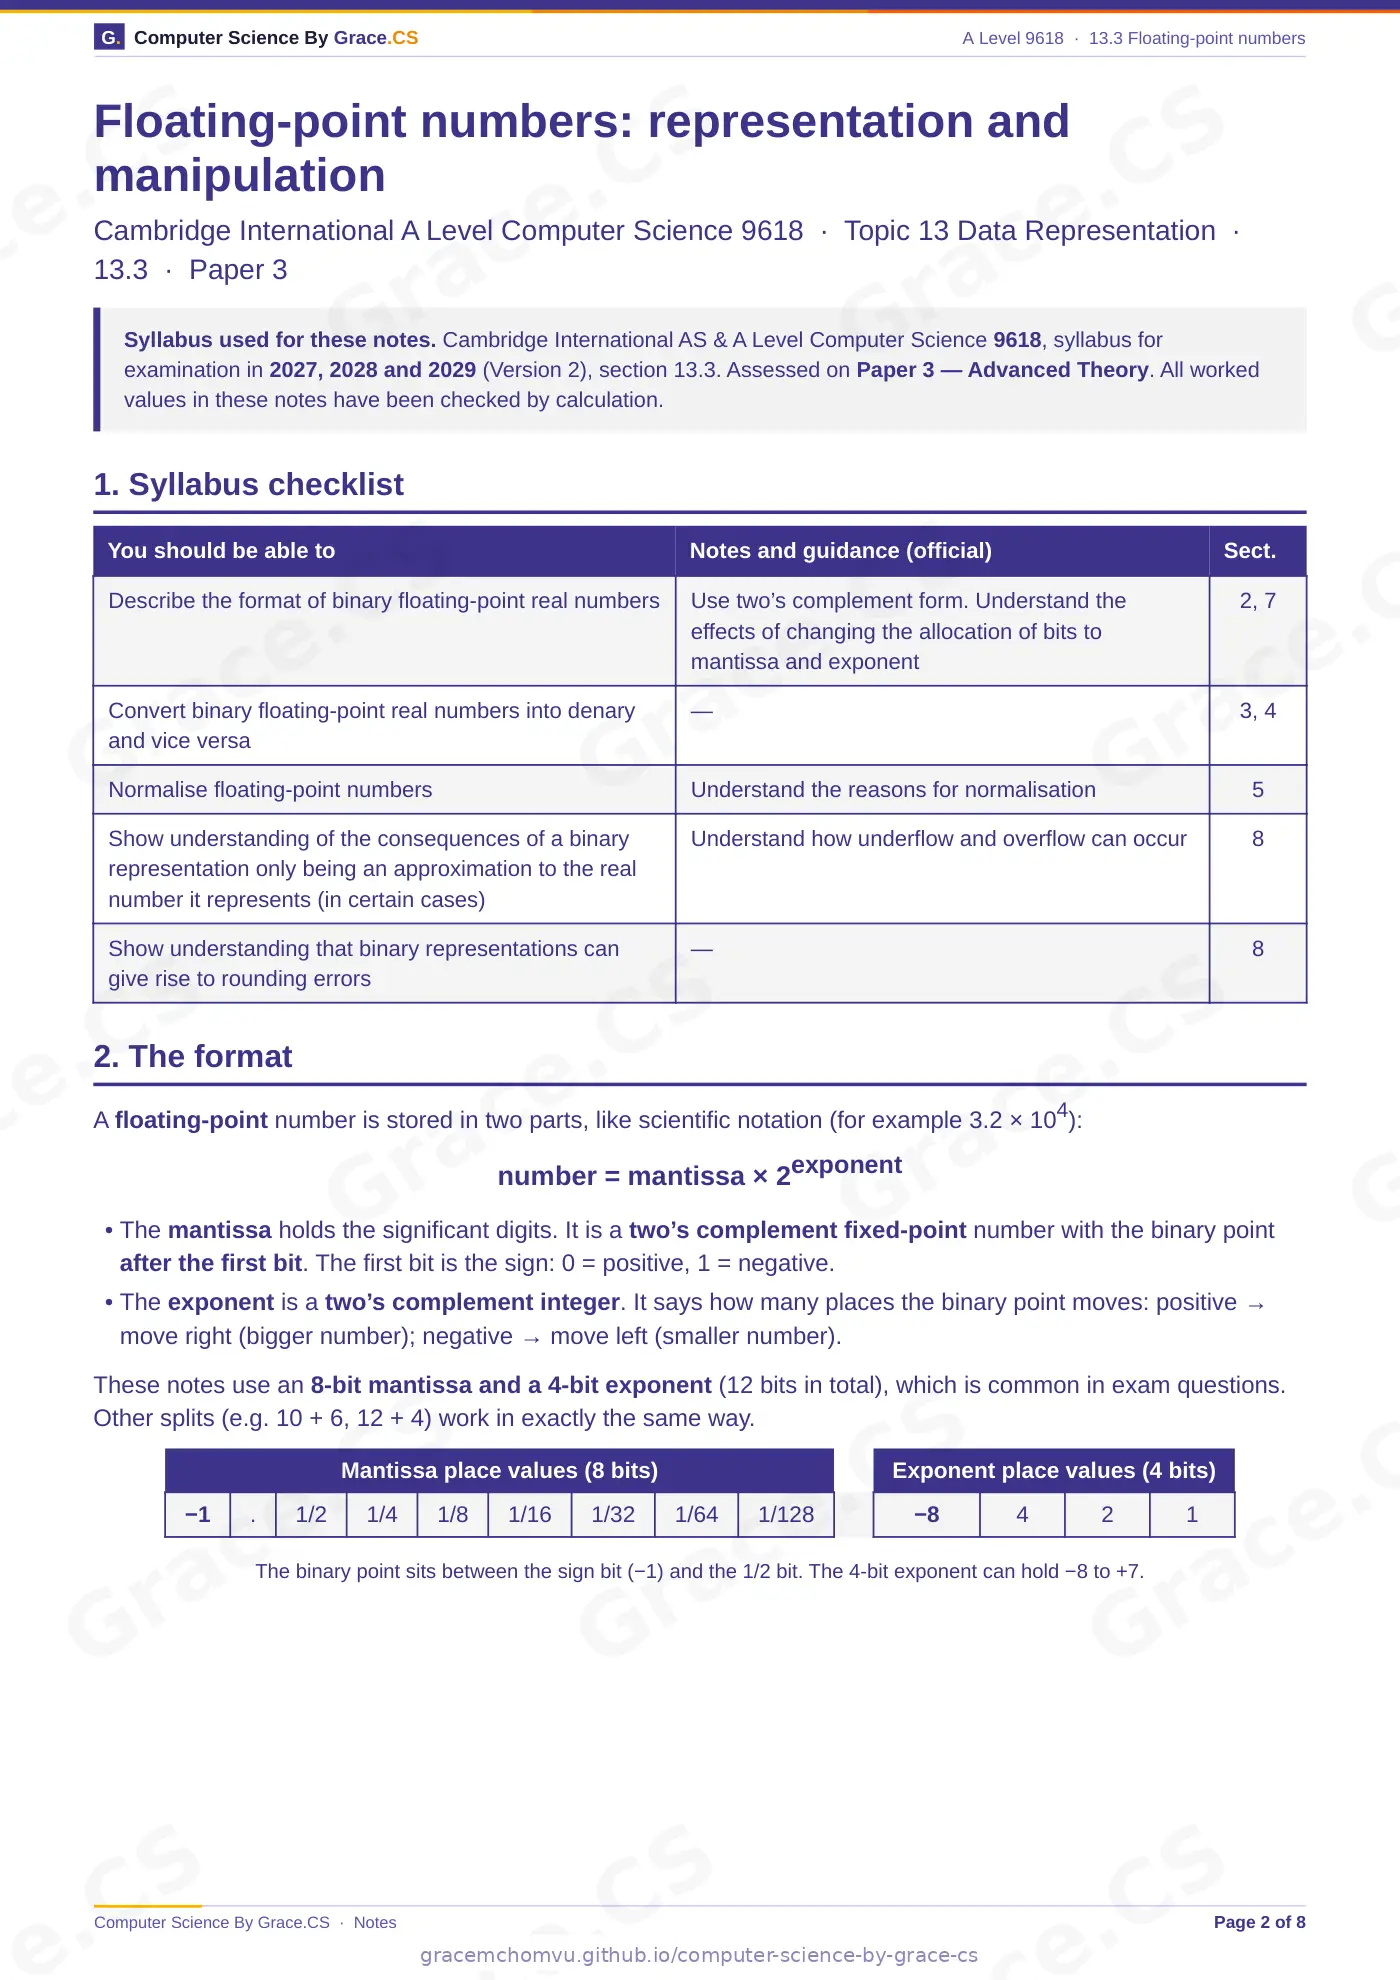 G. Computer Science By Grace.CS
A Level 9618 · 13.3 Floating-point numbers
Floating-point numbers: representation and
manipulation
Cambridge International A Level Computer Science 9618 · Topic 13 Data Representation ·
13.3 · Paper 3
Syllabus used for these notes. Cambridge International AS & A Level Computer Science 9618, syllabus for
examination in 2027, 2028 and 2029 (Version 2), section 13.3. Assessed on Paper 3 — Advanced Theory. All worked
values in these notes have been checked by calculation.
1. Syllabus checklist
You should be able to
Notes and guidance (official)
Sect.
Describe the format of binary floating-point real numbers
Use two’s complement form. Understand the
effects of changing the allocation of bits to
mantissa and exponent
2, 7
Convert binary floating-point real numbers into denary
and vice versa
—
3, 4
Normalise floating-point numbers
Understand the reasons for normalisation
5
Show understanding of the consequences of a binary
representation only being an approximation to the real
number it represents (in certain cases)
Understand how underflow and overflow can occur
8
Show understanding that binary representations can
give rise to rounding errors
—
8
2. The format
A floating-point number is stored in two parts, like scientific notation (for example 3.2 × 10⁴):
number = mantissa × 2^exponent
• The mantissa holds the significant digits. It is a two’s complement fixed-point number with the binary point
after the first bit. The first bit is the sign: 0 = positive, 1 = negative.
• The exponent is a two’s complement integer. It says how many places the binary point moves: positive →
move right (bigger number); negative → move left (smaller number).
These notes use an 8-bit mantissa and a 4-bit exponent (12 bits in total), which is common in exam questions.
Other splits (e.g. 10 + 6, 12 + 4) work in exactly the same way.
Mantissa place values (8 bits)
−1 . 1/2 1/4 1/8 1/16 1/32 1/64 1/128
Exponent place values (4 bits)
−8 4 2 1
The binary point sits between the sign bit (−1) and the 1/2 bit. The 4-bit exponent can hold −8 to +7.
Computer Science By Grace.CS · Notes
Page 2 of 8
gracemchomvu.github.io/computer-science-by-grace-cs
Grace.CS